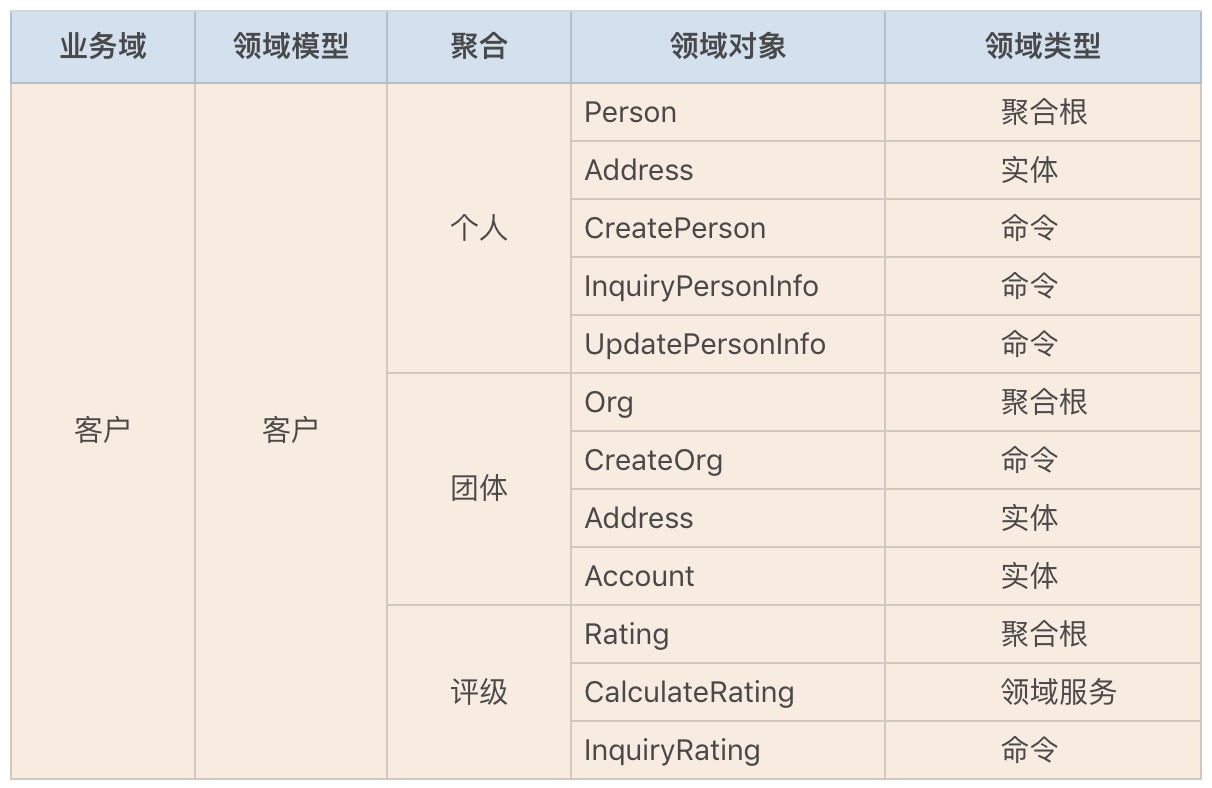 业务域 领域模型 聚合 领域对象 领域类型
Person 聚合根
Address 实体
个人 CreatePerson 命令
InquiryPersonInfo 命令
UpdatePersonInfo 命令
Org 聚合根
客户 客户
CreateOrg 命令
团体
Address 实体
Account 实体
Rating 聚合根
评级 CalculateRating 领域服务
InquiryRating 命令